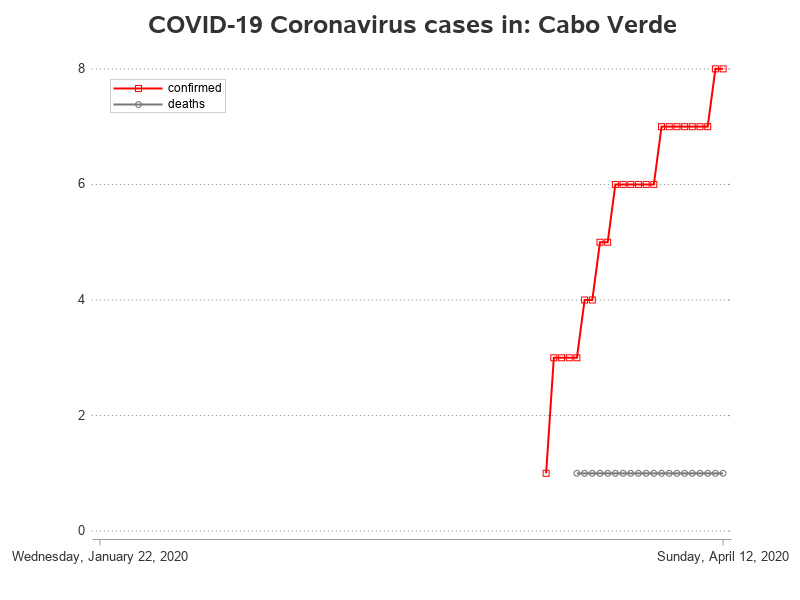 COVID-19 Coronavirus cases in: Cabo Verde
8
confirmed
deaths
6
4
2
0
Wednesday, January 22, 2020
Sunday, April 12, 2020